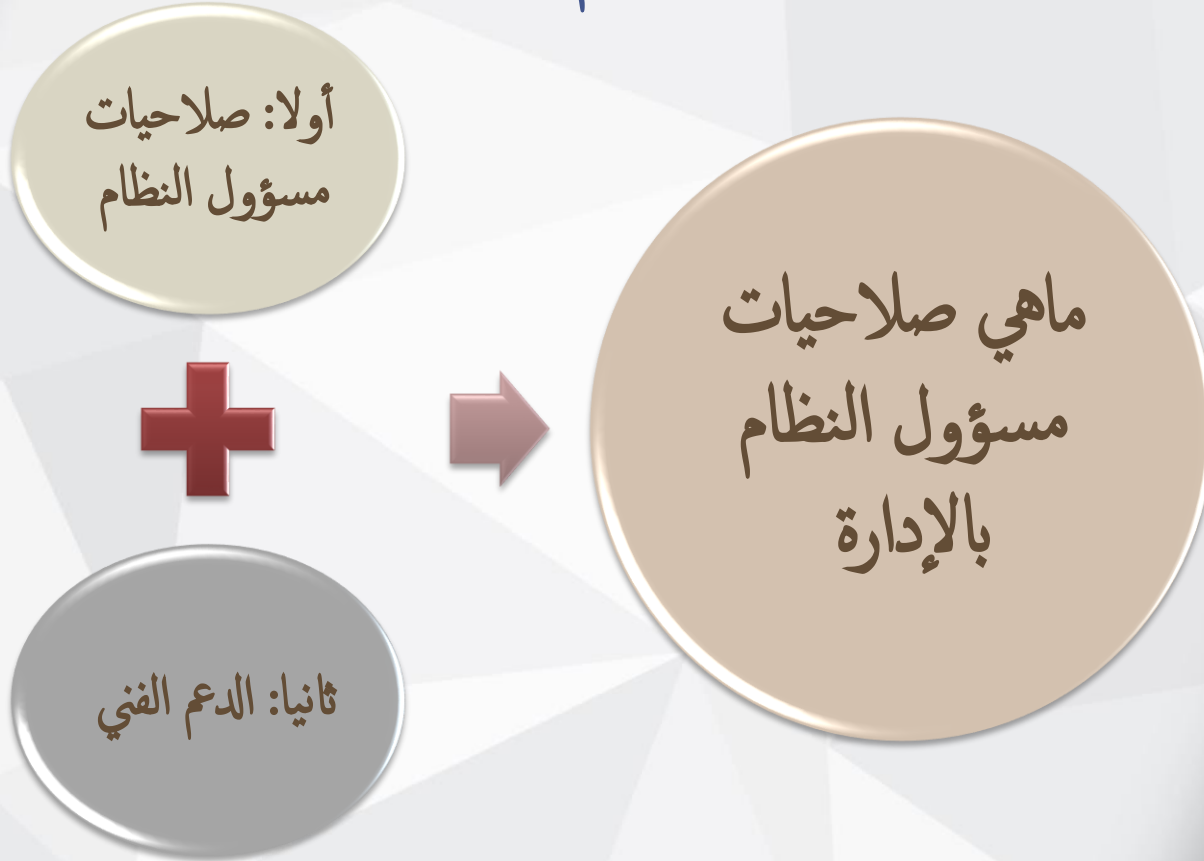 أولا: صلاحيات
مسؤول النظام
ماهي صلاحيات
مسؤول النظام
بالإدارة
ثانيا: الدعم الفني